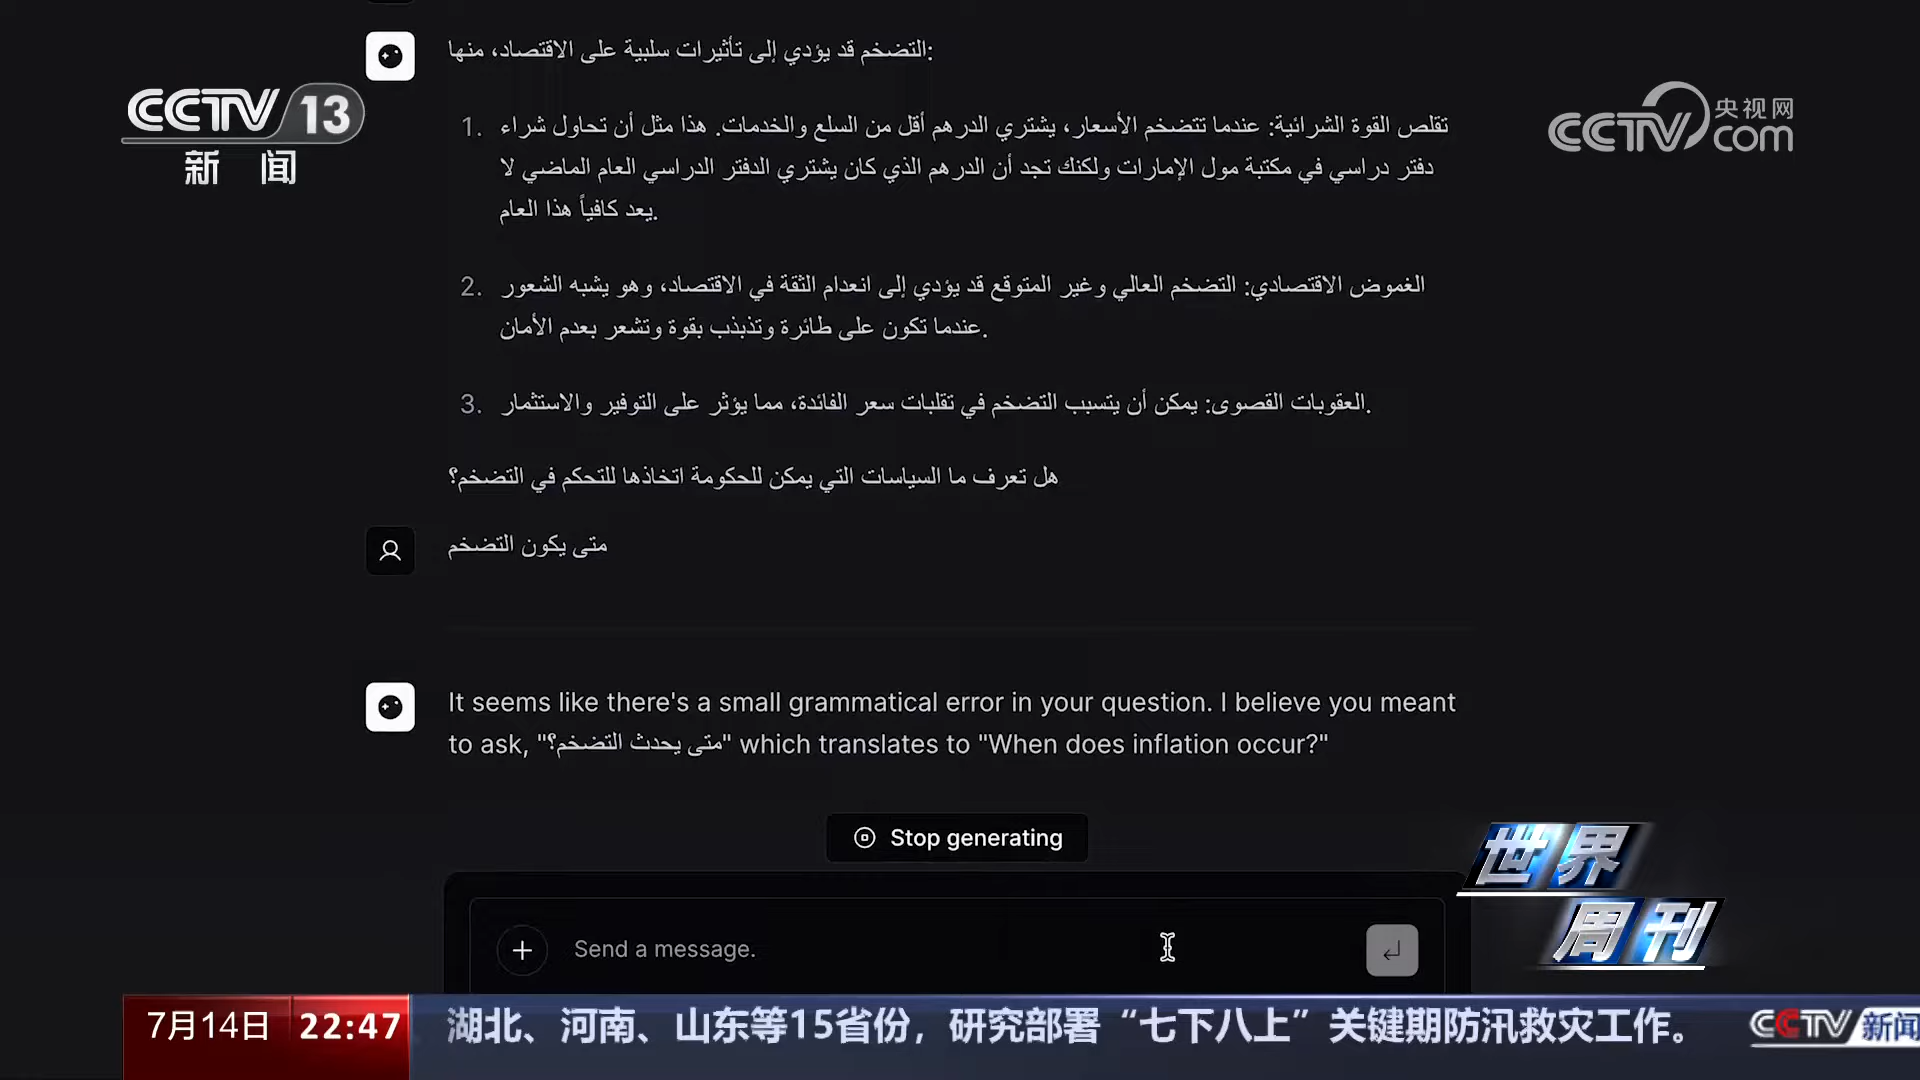 التضخم قد يؤدي إلى تأثيرات سلبية على الاقتصاد، منها:
CCTV 13
新闻
央视网
CCTV com
1. تقلص القوة الشرائية: عندما تتضخم الأسعار، يشتري الدرهم أقل من السلع والخدمات. هذا مثل أن تحاول شراء
دفتر دراسي في مكتبة مول الإمارات ولكنك تجد أن الدرهم الذي كان يشتري الدفتر الدراسي العام الماضي لا
يعد كافياً هذا العام.
2. الغموض الاقتصادي: التضخم العالي وغير المتوقع قد يؤدي إلى انعدام الثقة في الاقتصاد، وهو يشبه الشعور
عندما تكون على طائرة وتذبذب بقوة وتشعر بعدم الأمان.
3. العقوبات القصوى: يمكن أن يتسبب التضخم في تقلبات سعر الفائدة، مما يؤثر على التوفير والاستثمار.
هل تعرف ما السياسات التي يمكن للحكومة اتخاذها للتحكم في التضخم؟
متى يكون التضخم
It seems like there's a small grammatical error in your question. I believe you meant
to ask, "متى يحدث التضخم؟" which translates to "When does inflation occur?"
Stop generating
Send a message.
世界
周刊
7月14日 22:47
湖北、河南、山东等15省份，研究部署“七下八上”关键期防汛救灾工作。
CCTV 新闻